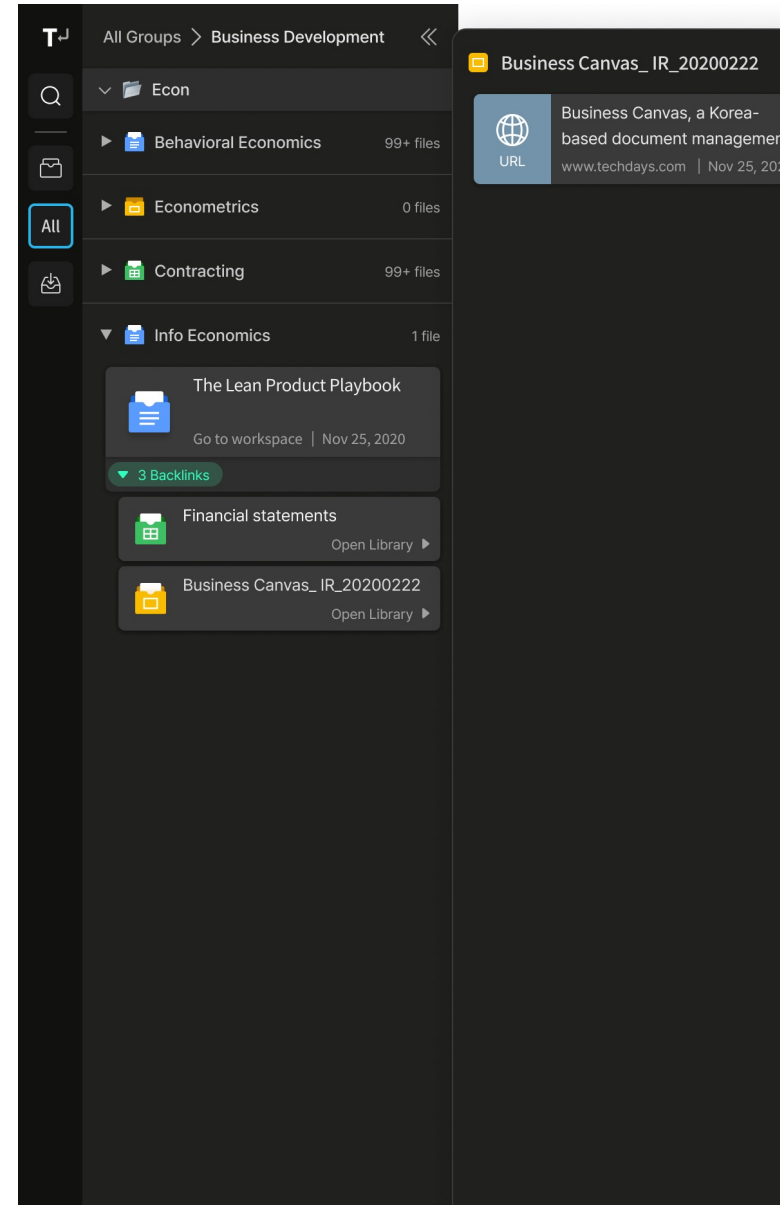 T↵
All Groups > Business Development
Econ
Behavioral Economics 99+ files
Econometrics 0 files
All
Contracting 99+ files
Info Economics 1 file
The Lean Product Playbook
Go to workspace | Nov 25, 2020
3 Backlinks
Financial statements
Open Library
Business Canvas_ IR_20200222
Open Library
Business Canvas_ IR_20200222
URL
Business Canvas, a Korea-
based document managemen
www.techdays.com | Nov 25, 202